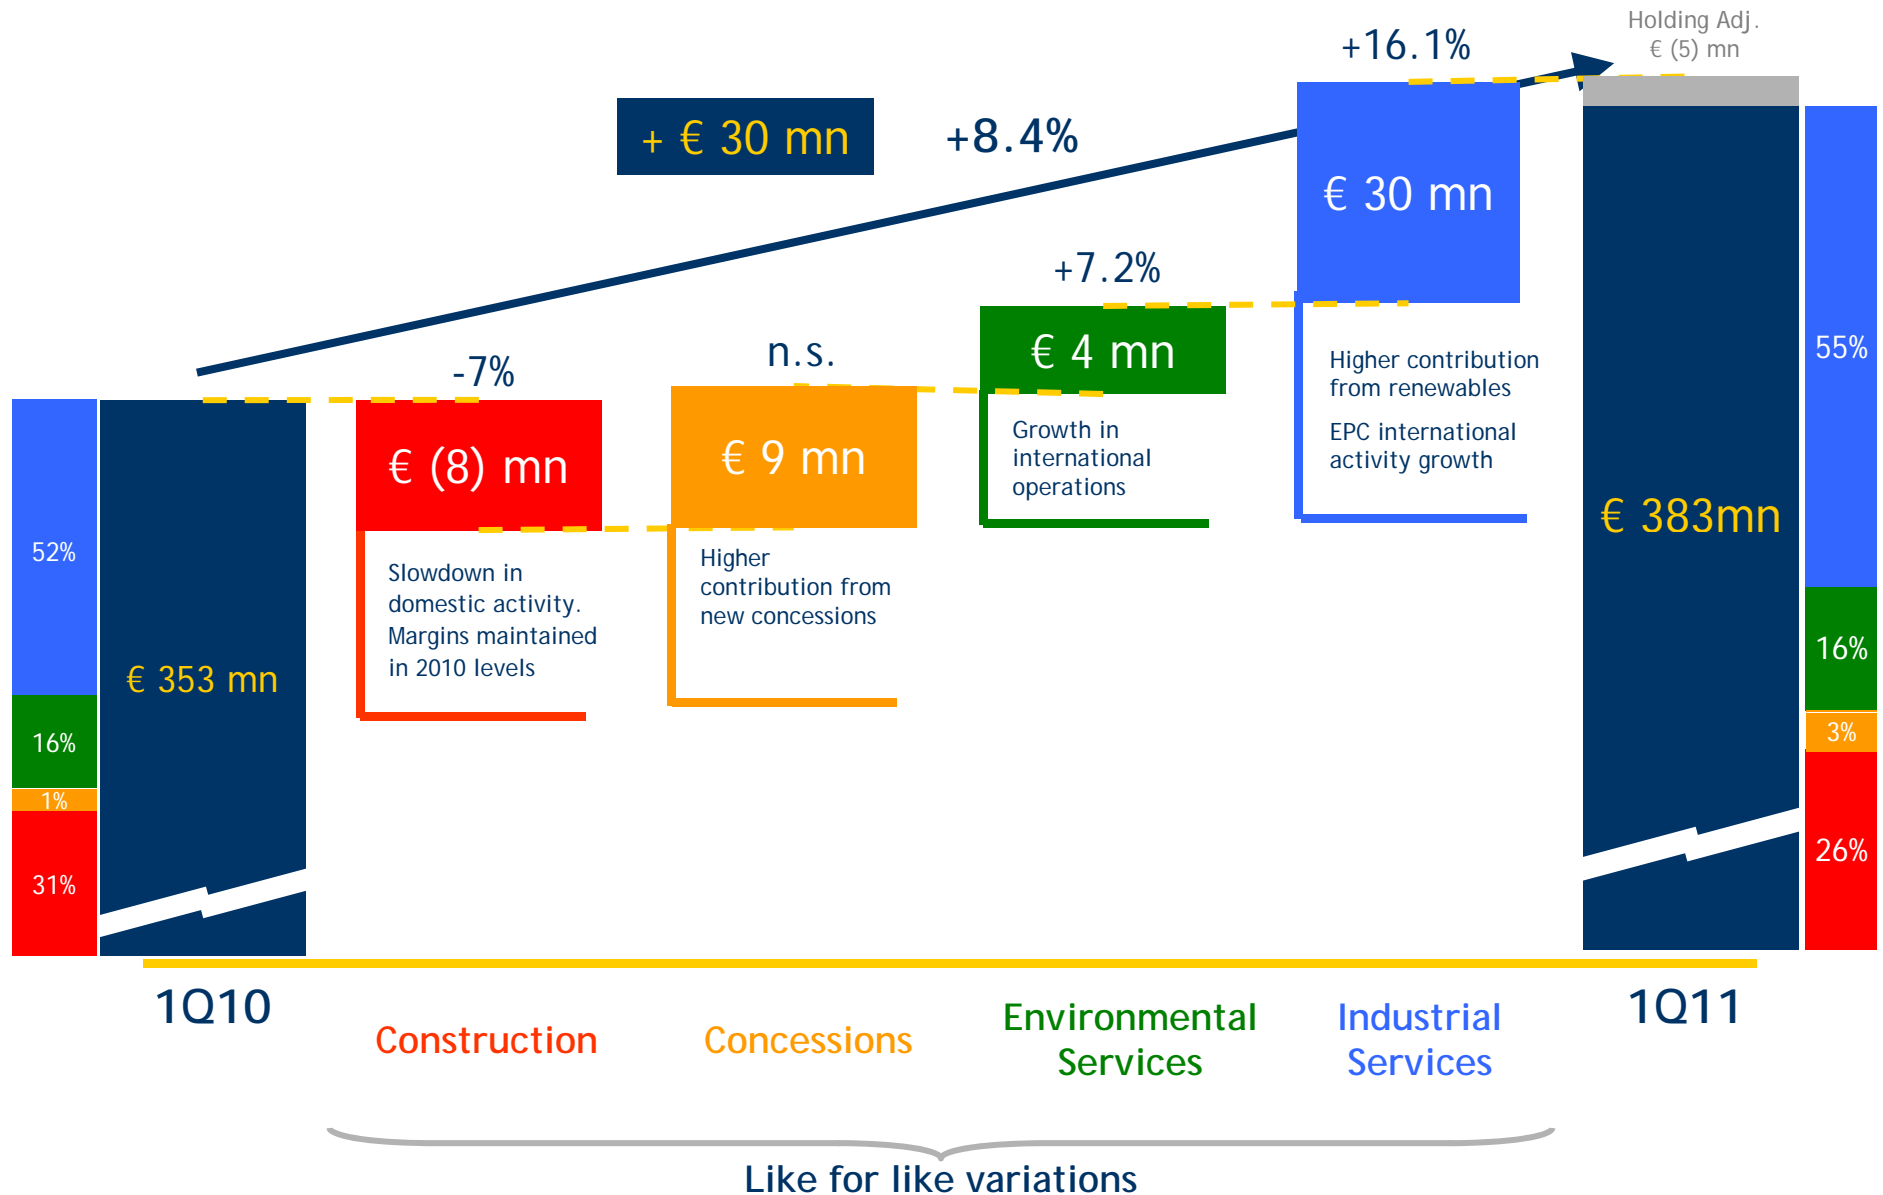 Holding Adj.
€ (5) mn
+16.1%
+ € 30 mn
+8.4%
€ 30 mn
+7.2%
-7%
n.s.
€ 4 mn
€ (8) mn
€ 9 mn
Growth in
international
operations
Higher contribution
from renewables
EPC international
activity growth
55%
€ 383mn
52%
Slowdown in
domestic activity.
Margins maintained
in 2010 levels
Higher
contribution from
new concessions
€ 353 mn
16%
16%
3%
1%
31%
26%
1Q10
Construction
Concessions
Environmental
Services
Industrial
Services
1Q11
Like for like variations